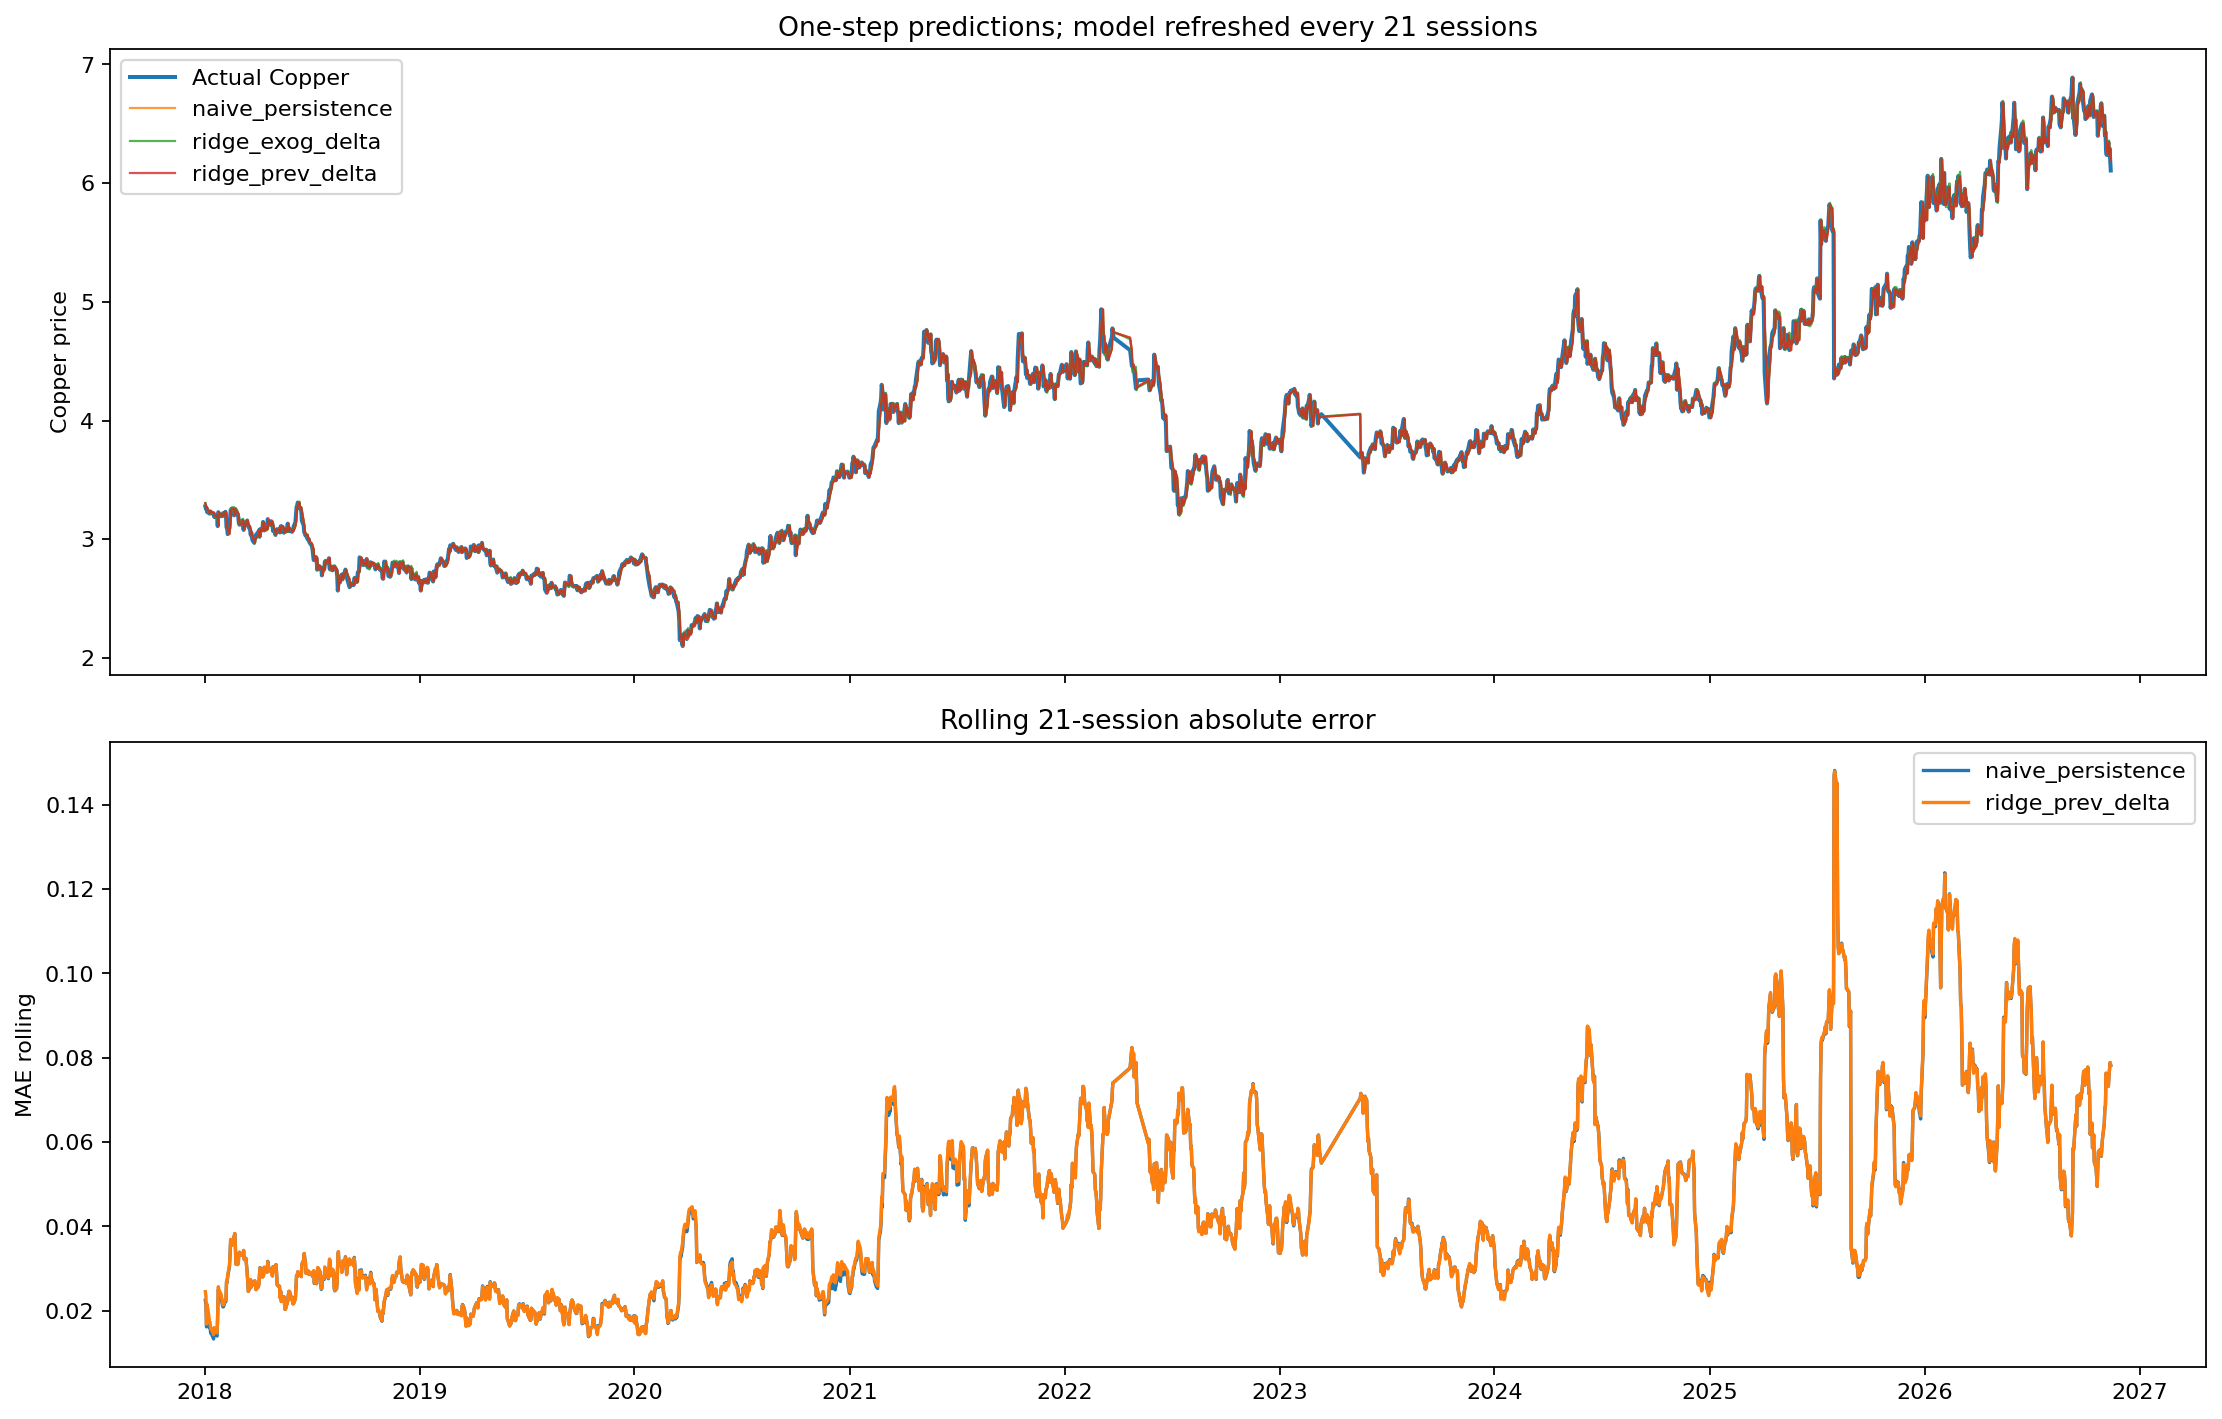 One-step predictions; model refreshed every 21 sessions
Actual Copper
naive_persistence
ridge_exog_delta
ridge_prev_delta
Copper price
7
6
5
4
3
2
Rolling 21-session absolute error
naive_persistence
ridge_prev_delta
MAE rolling
0.14
0.12
0.10
0.08
0.06
0.04
0.02
2018 2019 2020 2021 2022 2023 2024 2025 2026 2027